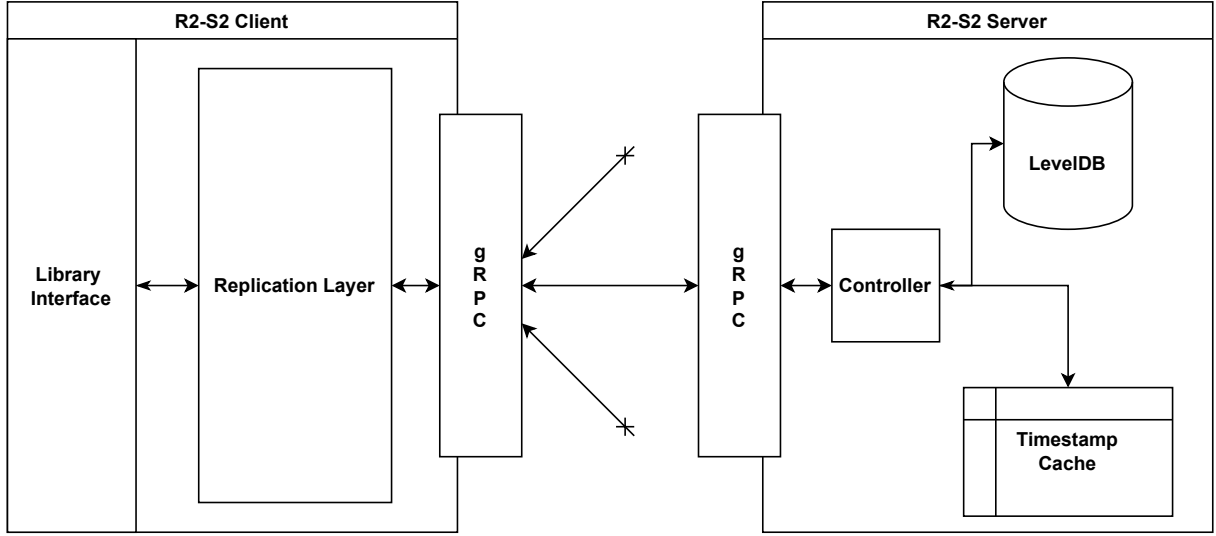 R2-S2 Client
R2-S2 Server
Library
Interface
Replication Layer
g
R
P
C
g
R
P
C
Controller
LevelDB
Timestamp
Cache